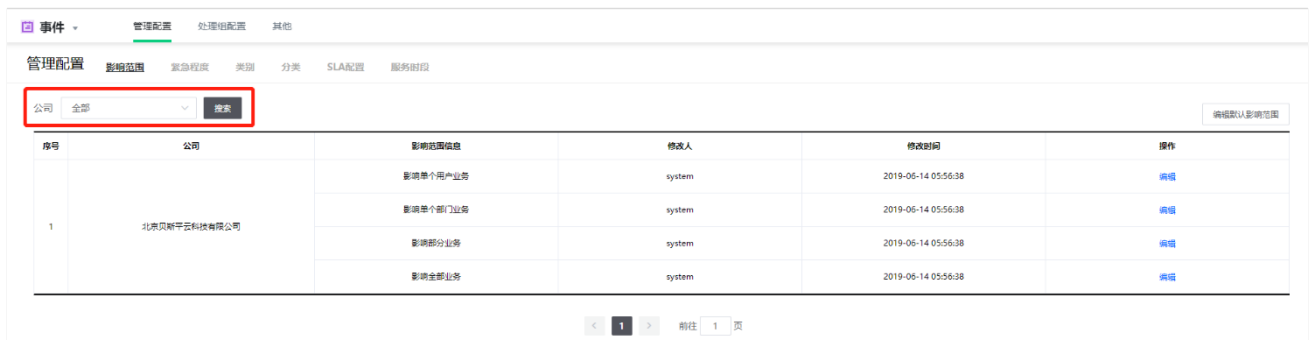 事件 管理配置 处理组配置 其他
管理配置 影响范围 紧急程度 类别 分类 SLA配置 服务时段
公司 全部 搜索 编辑默认影响范围
序号 公司 影响范围信息 修改人 修改时间 操作
影响单个用户业务 system 2019-06-14 05:56:38 编辑
影响单个部门业务 system 2019-06-14 05:56:38 编辑
1 北京贝斯平云科技有限公司
影响部分业务 system 2019-06-14 05:56:38 编辑
影响全部业务 system 2019-06-14 05:56:38 编辑
< 1 > 前往 1 页